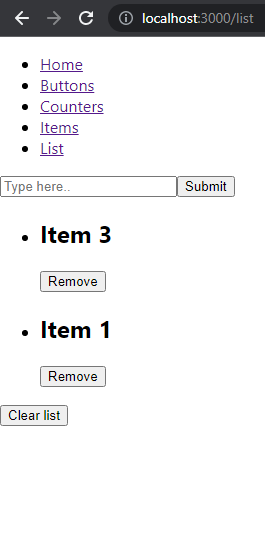 localhost:3000/list
Home
Buttons
Counters
Items
List
Type here.. Submit
Item 3
Remove
Item 1
Remove
Clear list